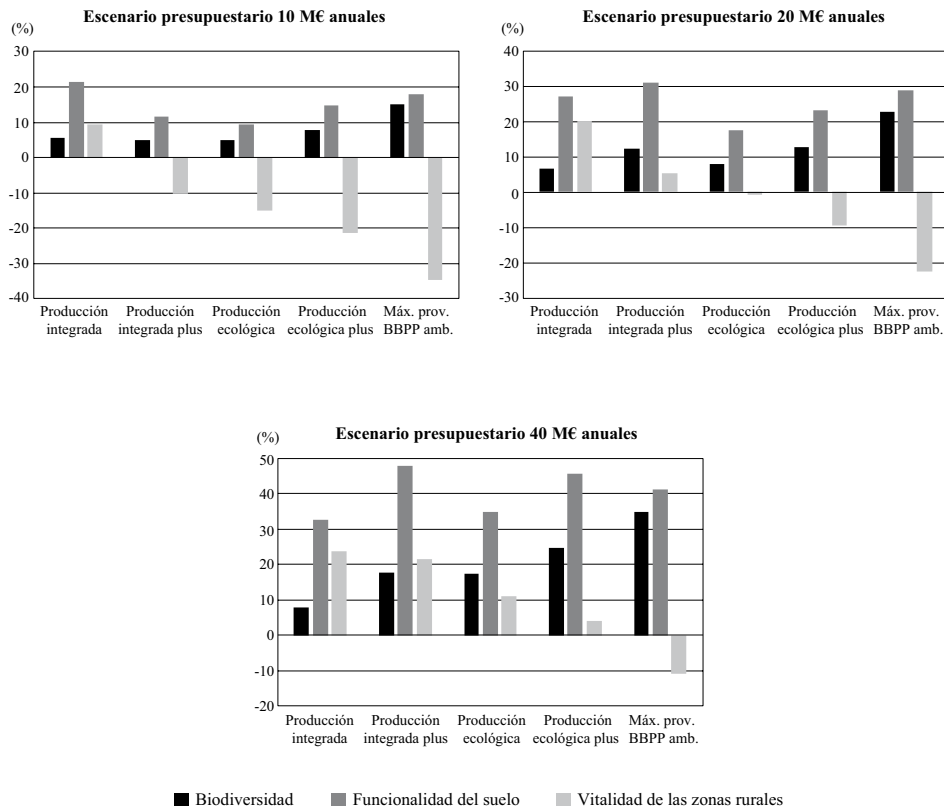 Escenario presupuestario 10 M€ anuales
(%)
30
20
10
0
-10
-20
-30
-40
Producción integrada
Producción integrada plus
Producción ecológica
Producción ecológica plus
Máx. prov. BBPP amb.
Escenario presupuestario 20 M€ anuales
(%)
40
30
20
10
0
-10
-20
-30
Producción integrada
Producción integrada plus
Producción ecológica
Producción ecológica plus
Máx. prov. BBPP amb.
Escenario presupuestario 40 M€ anuales
(%)
50
40
30
20
10
0
-10
-20
Producción integrada
Producción integrada plus
Producción ecológica
Producción ecológica plus
Máx. prov. BBPP amb.
Biodiversidad Funcionalidad del suelo Vitalidad de las zonas rurales